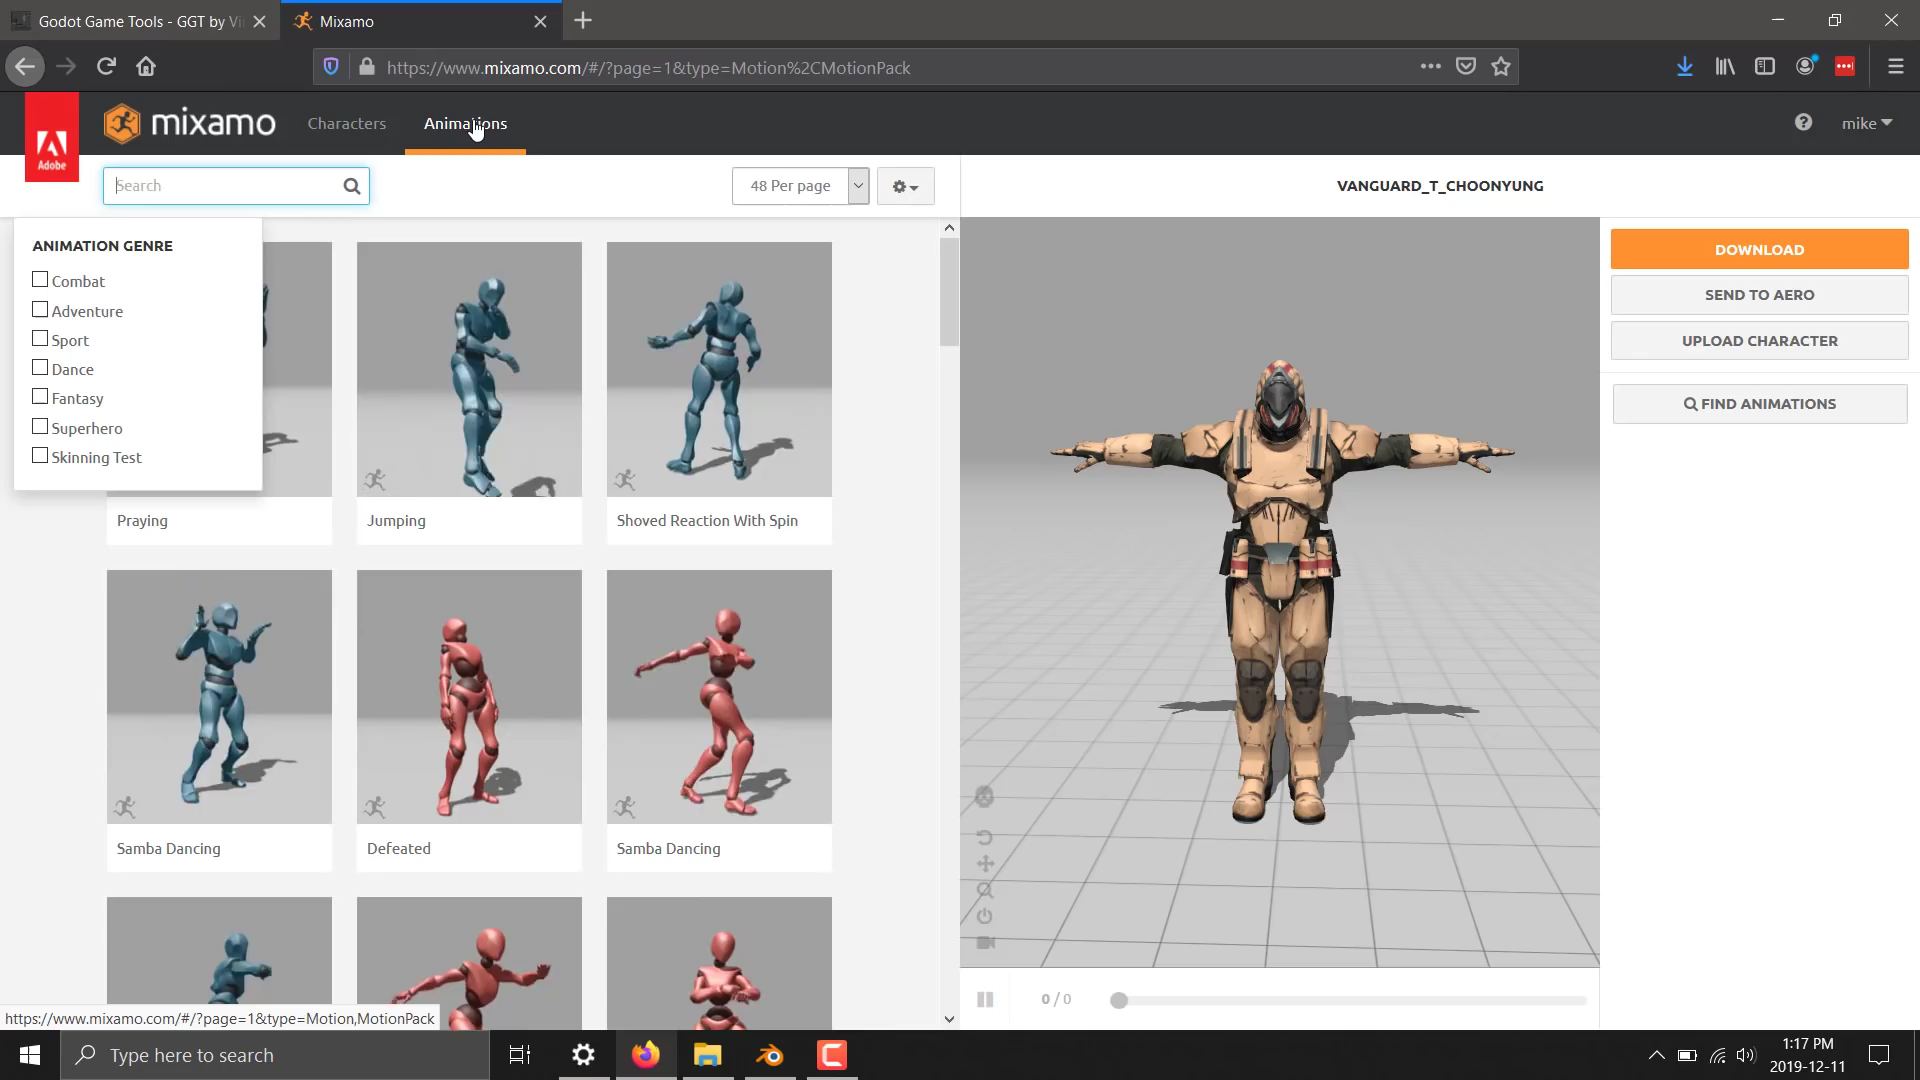 Godot Game Tools - GGT by Vi
Mixamo
https://www.mixamo.com/#/?page=1&type=Motion%2CMotionPack
Adobe
mixamo
Characters
Animations
mike
Search
48 Per page
VANGUARD_T_CHOONYUNG
ANIMATION GENRE
Combat
Adventure
Sport
Dance
Fantasy
Superhero
Skinning Test
DOWNLOAD
SEND TO AERO
UPLOAD CHARACTER
FIND ANIMATIONS
Praying
Jumping
Shoved Reaction With Spin
Samba Dancing
Defeated
Samba Dancing
0 / 0
https://www.mixamo.com/#/?page=1&type=Motion,MotionPack
Type here to search
1:17 PM
2019-12-11